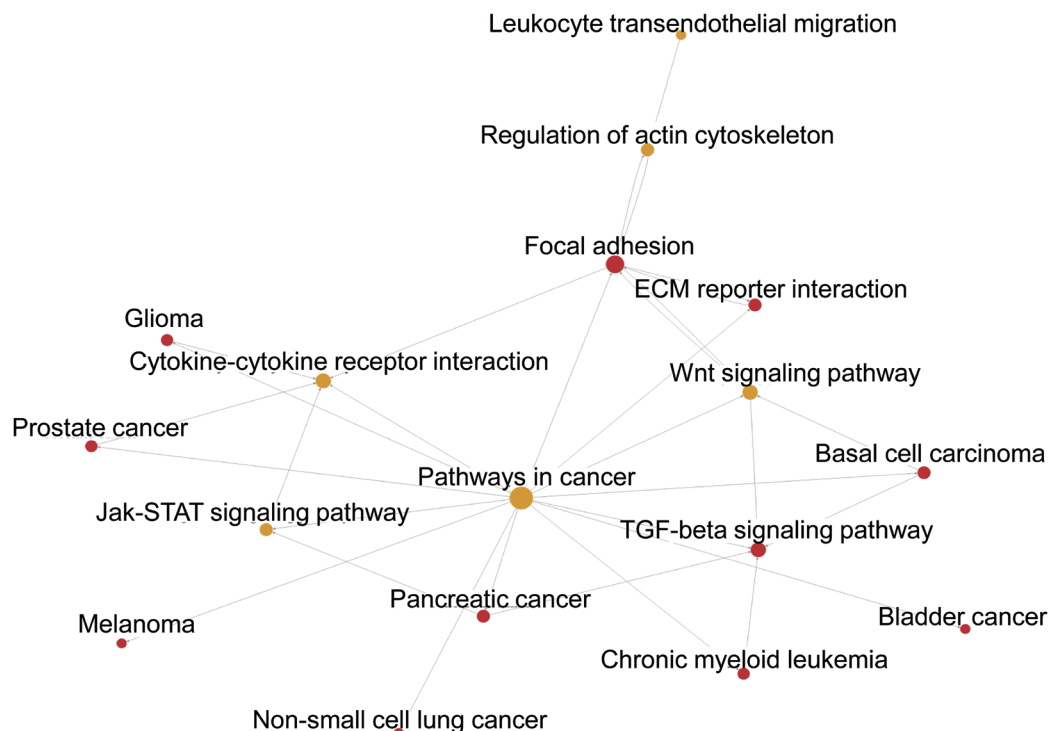 Leukocyte transendothelial migration
Regulation of actin cytoskeleton
Focal adhesion
ECM reporter interaction
Glioma
Cytokine-cytokine receptor interaction
Wnt signaling pathway
Prostate cancer
Basal cell carcinoma
Pathways in cancer
Jak-STAT signaling pathway
TGF-beta signaling pathway
Pancreatic cancer
Melanoma
Bladder cancer
Chronic myeloid leukemia
Non-small cell lung cancer